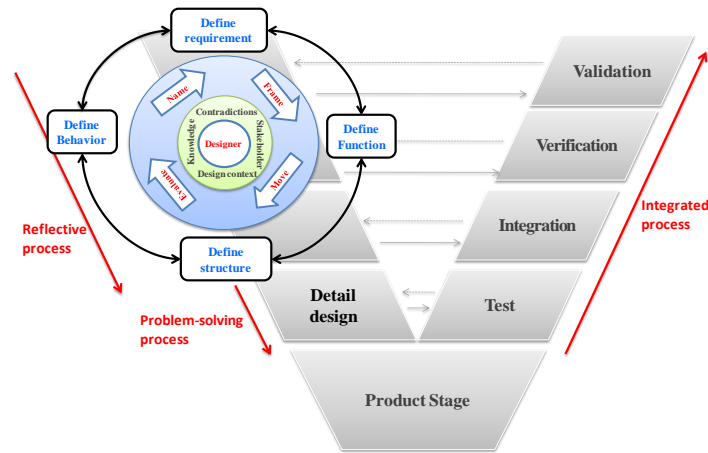 Define
requirement
Validation
Name
Frame
Contradictions
Knowledge
Stakeholder
Designer
Design context
Define
Behavior
Define
Function
Verification
Evaluate
Move
Reflective
process
Integration
Integrated
process
Define
structure
Detail
design
Test
Problem-solving
process
Product Stage